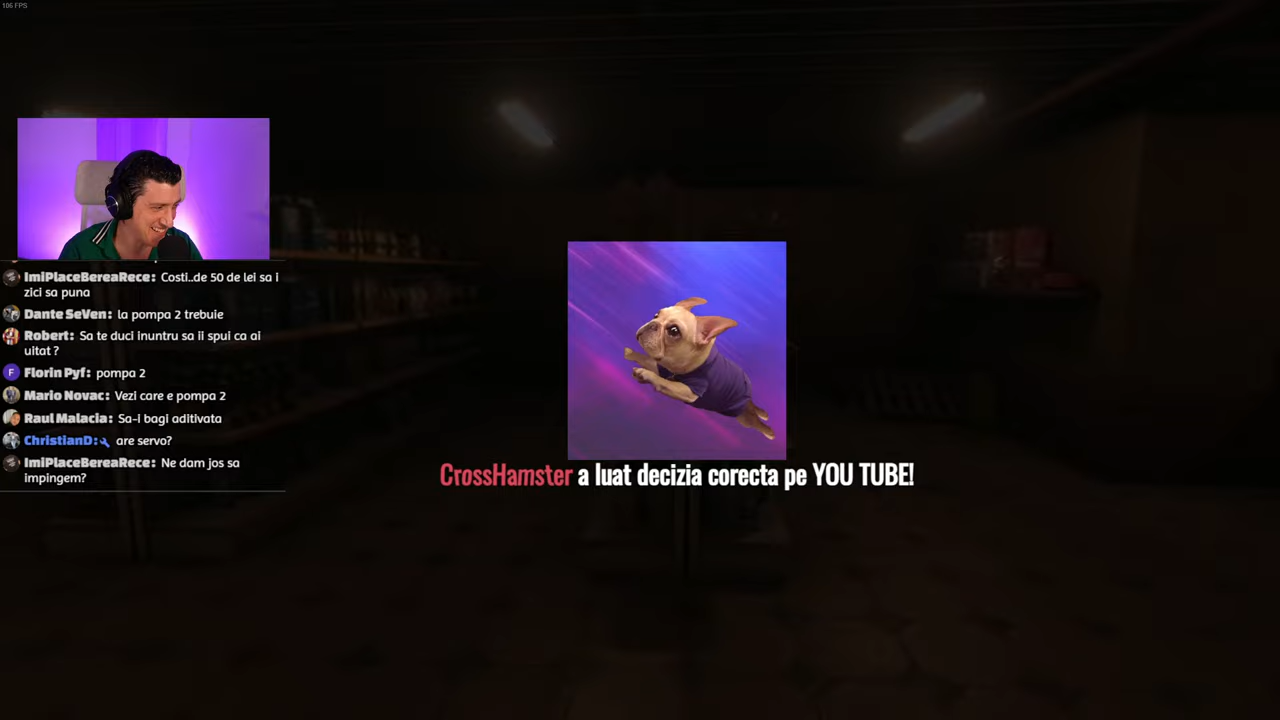 106 FPS
ImiPlaceBereaRece: Costi..de 50 de lei sa i
zici sa puna
Dante SeVen: la pompa 2 trebuie
Robert: Sa te duci inuntru sa ii spui ca ai
uitat ?
F Florin Pyf: pompa 2
Mario Novac: Vezi care e pompa 2
Raul Malacia: Sa-i bagi aditivata
ChristianD: are servo?
ImiPlaceBereaRece: Ne dam jos sa
impingem?
CrossHamster a luat decizia corecta pe YOU TUBE!